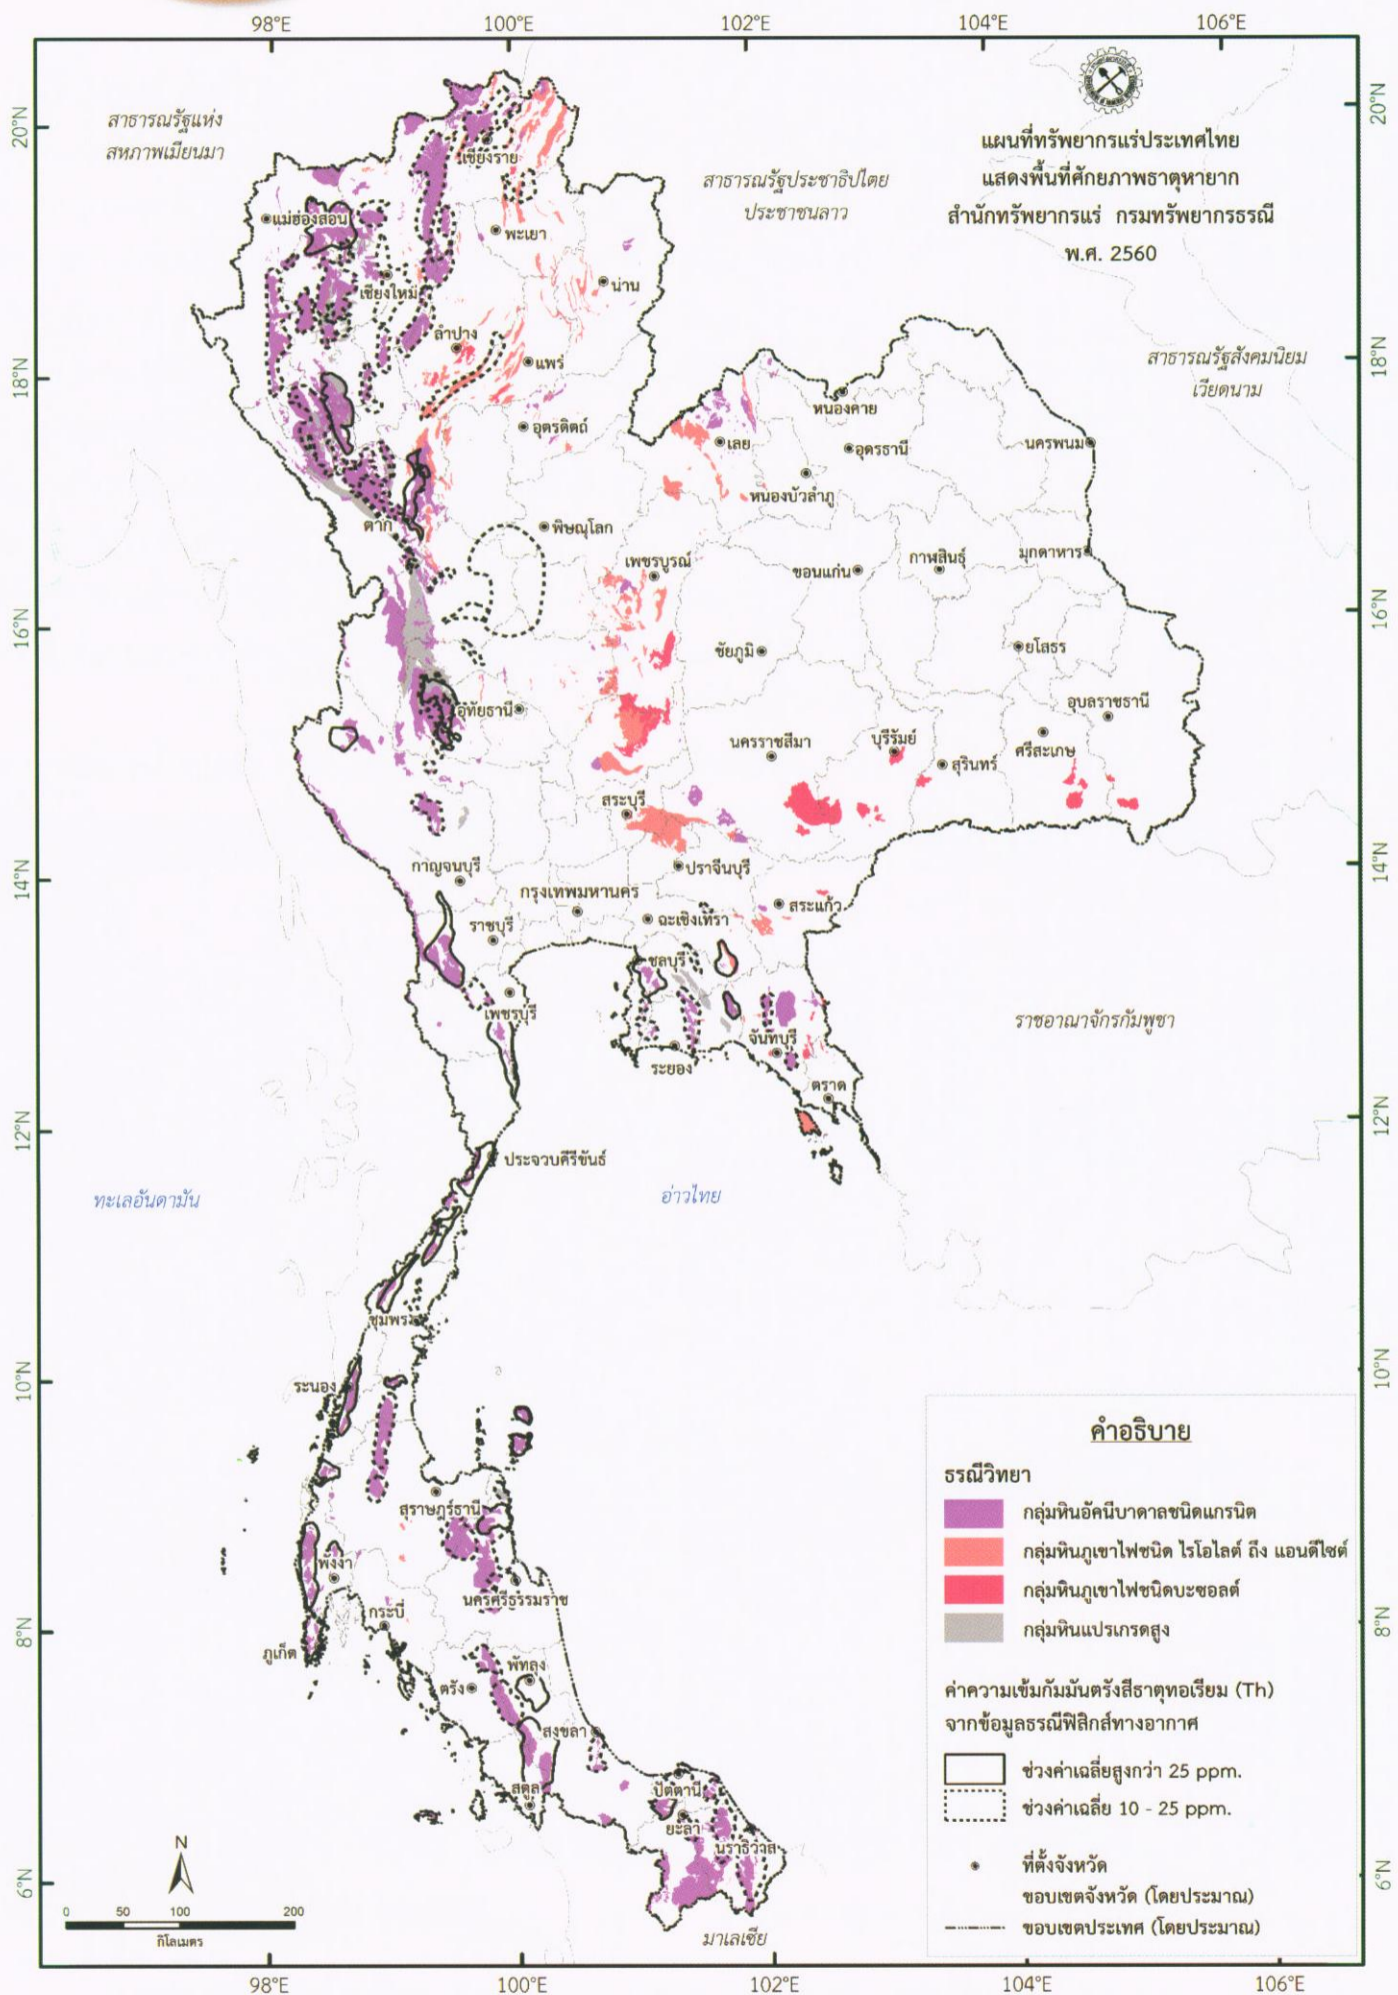 98°E 100°E 102°E 104°E 106°E
20°N 20°N
แผนที่ทรัพยากรแร่ประเทศไทย
แสดงพื้นที่ศักยภาพธาตุหายาก
สำนักทรัพยากรแร่ กรมทรัพยากรธรณี
พ.ศ. 2560
สาธารณรัฐแห่ง
สหภาพเมียนมา
สาธารณรัฐประชาธิปไตย
ประชาชนลาว
เชียงราย
แม่ฮ่องสอน
พะเยา
น่าน
เชียงใหม่
ลำปาง
แพร่
สาธารณรัฐสังคมนิยม
เวียดนาม
18°N 18°N
หนองคาย
อุตรดิตถ์
เลย
อุดรธานี
นครพนม
หนองบัวลำภู
ตาก
พิษณุโลก
เพชรบูรณ์
ขอนแก่น
กาฬสินธุ์
มุกดาหาร
16°N 16°N
ชัยภูมิ
ยโสธร
อุทัยธานี
อุบลราชธานี
นครราชสีมา
บุรีรัมย์
สุรินทร์
ศรีสะเกษ
สระบุรี
14°N 14°N
กาญจนบุรี
ปราจีนบุรี
กรุงเทพมหานคร
สระแก้ว
ราชบุรี
ฉะเชิงเทรา
ชลบุรี
เพชรบุรี
ราชอาณาจักรกัมพูชา
จันทบุรี
ระยอง
ตราด
12°N 12°N
ประจวบคีรีขันธ์
ทะเลอันดามัน
อ่าวไทย
ชุมพร
10°N 10°N
ระนอง
สุราษฎร์ธานี
พังงา
นครศรีธรรมราช
กระบี่
8°N 8°N
ภูเก็ต
พัทลุง
ตรัง
สงขลา
สตูล
ปัตตานี
ยะลา
นราธิวาส
6°N 6°N
มาเลเซีย
คำอธิบาย
ธรณีวิทยา
กลุ่มหินอัคนีบาดาลชนิดแกรนิต
กลุ่มหินภูเขาไฟชนิด ไรโอไลต์ ถึง แอนดีไซต์
กลุ่มหินภูเขาไฟชนิดบะซอลต์
กลุ่มหินแปรเกรดสูง
ค่าความเข้มกัมมันตรังสีธาตุทอเรียม (Th)
จากข้อมูลธรณีฟิสิกส์ทางอากาศ
ช่วงค่าเฉลี่ยสูงกว่า 25 ppm.
ช่วงค่าเฉลี่ย 10 - 25 ppm.
ที่ตั้งจังหวัด
ขอบเขตจังหวัด (โดยประมาณ)
ขอบเขตประเทศ (โดยประมาณ)
N
0 50 100 200
กิโลเมตร
98°E 100°E 102°E 104°E 106°E